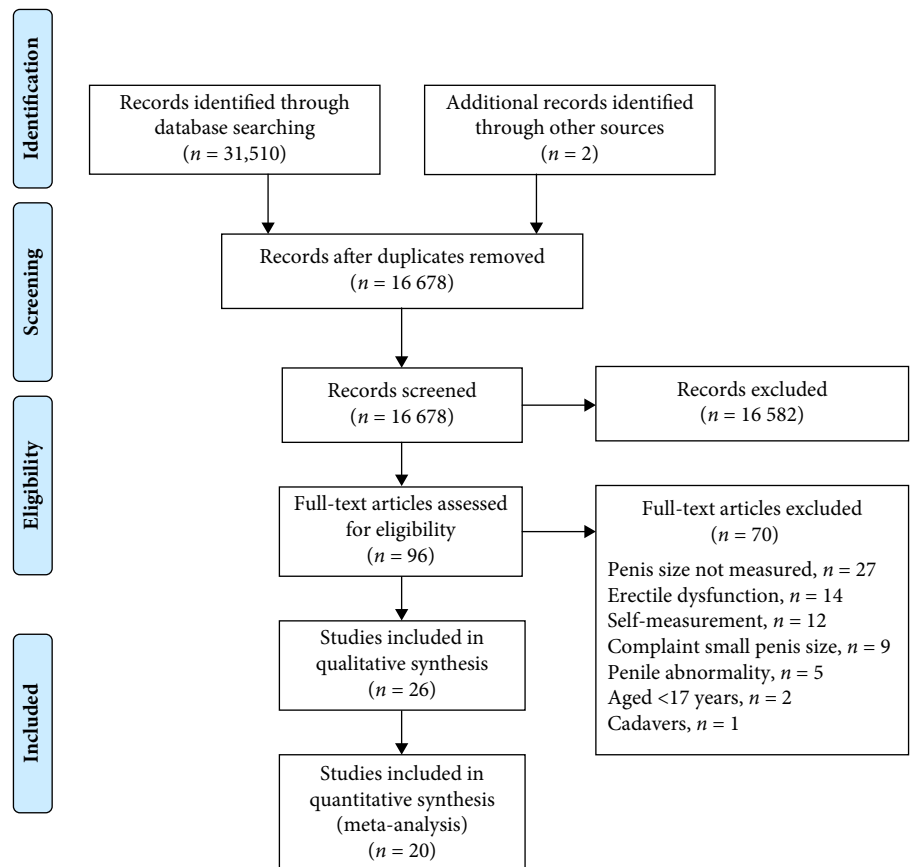 Identification
Records identified through
database searching
(n = 31,510)
Additional records identified
through other sources
(n = 2)
Screening
Records after duplicates removed
(n = 16 678)
Records screened
(n = 16 678)
Records excluded
(n = 16 582)
Eligibility
Full-text articles assessed
for eligibility
(n = 96)
Full-text articles excluded
(n = 70)
Penis size not measured, n = 27
Erectile dysfunction, n = 14
Self-measurement, n = 12
Complaint small penis size, n = 9
Penile abnormality, n = 5
Aged <17 years, n = 2
Cadavers, n = 1
Included
Studies included in
qualitative synthesis
(n = 26)
Studies included in
quantitative synthesis
(meta-analysis)
(n = 20)